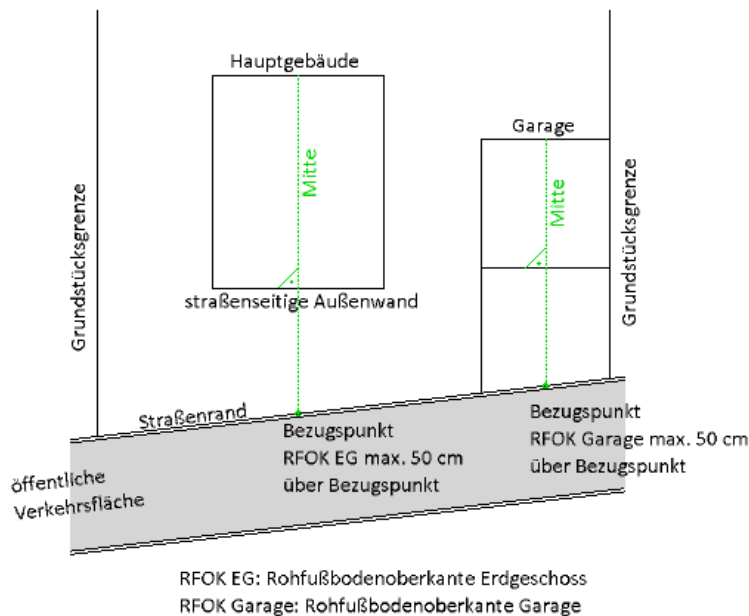 Hauptgebäude
Garage
Mitte
Mitte
Grundstücksgrenze
Grundstücksgrenze
straßenseitige Außenwand
Straßenrand
Bezugspunkt
RFOK EG max. 50 cm
über Bezugspunkt
Bezugspunkt
RFOK Garage max. 50 cm
über Bezugspunkt
öffentliche
Verkehrsfläche
RFOK EG: Rohfußbodenoberkante Erdgeschoss
RFOK Garage: Rohfußbodenoberkante Garage